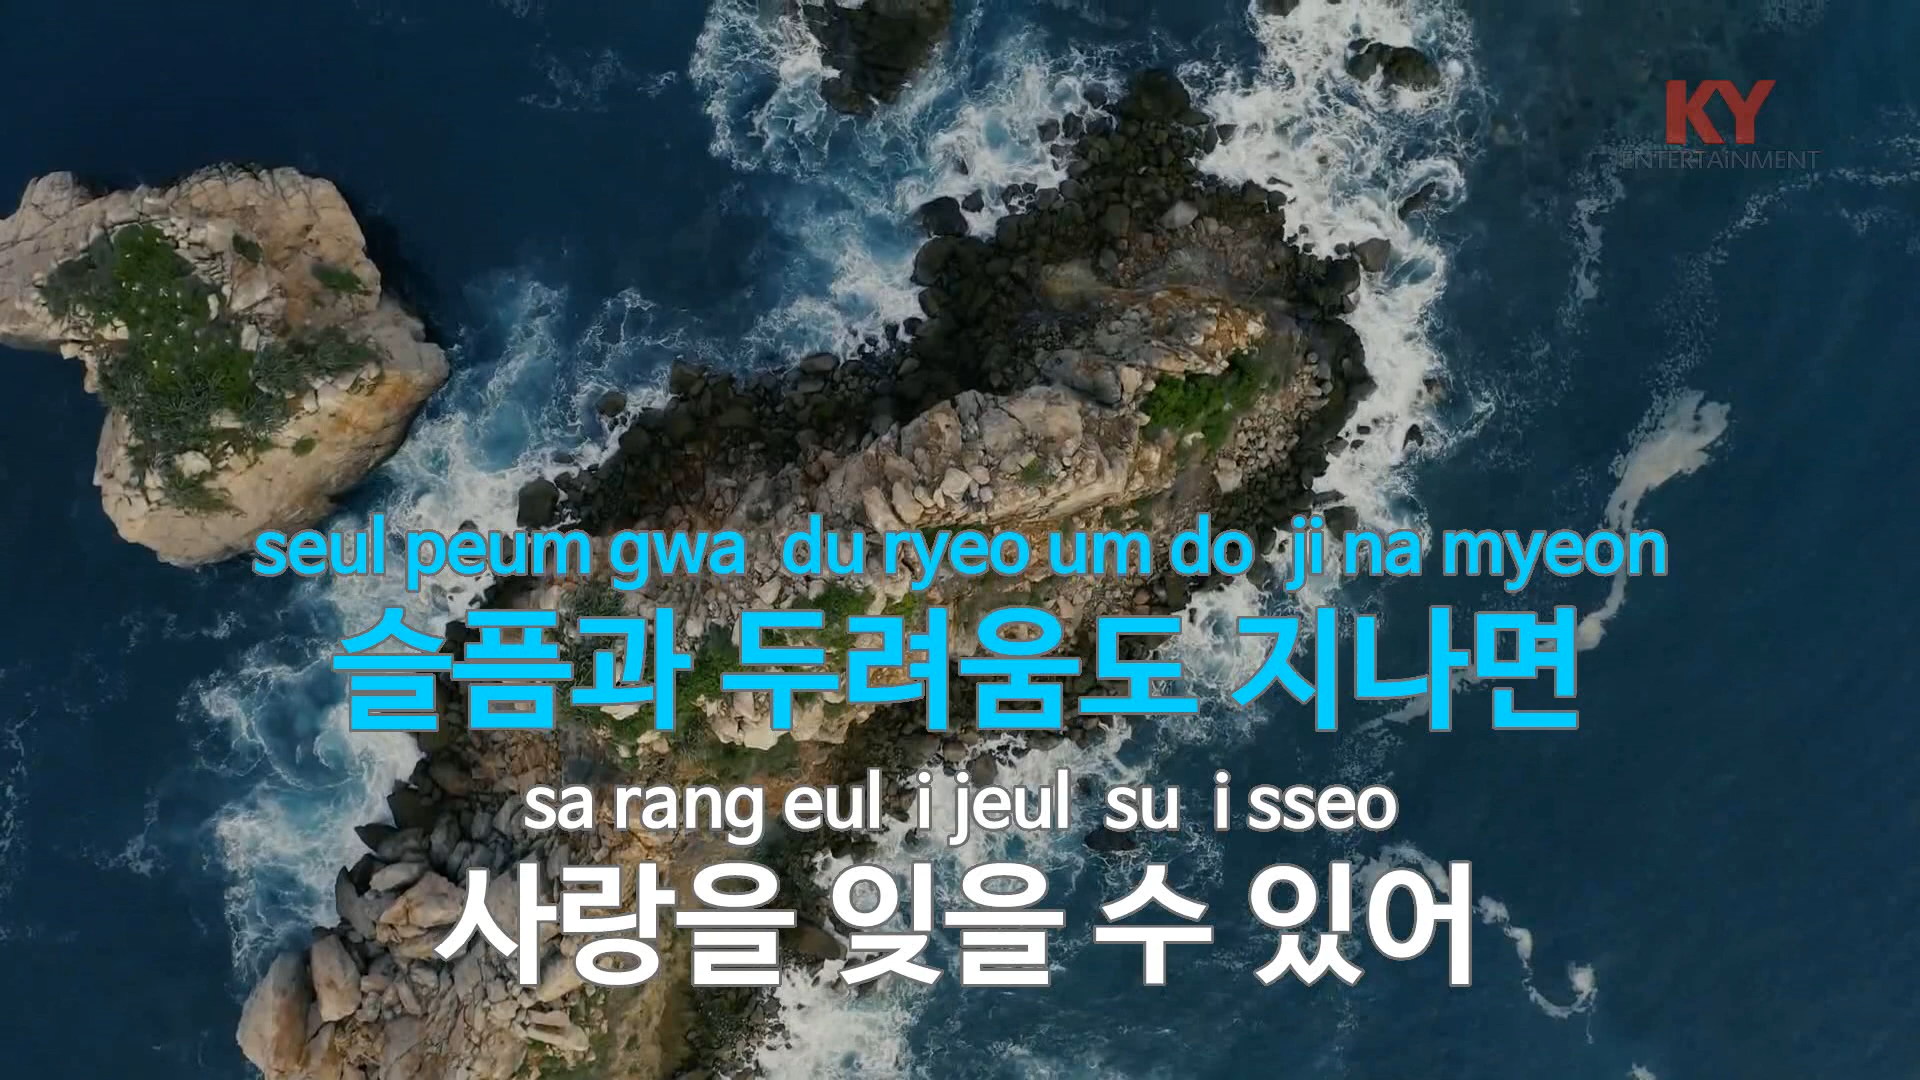 KY
ENTERTAiNMENT
seul peum gwa du ryeo um do ji na myeon
슬픔과 두려움도 지나면
sa rang eul i jeul su i sseo
사랑을 잊을 수 있어